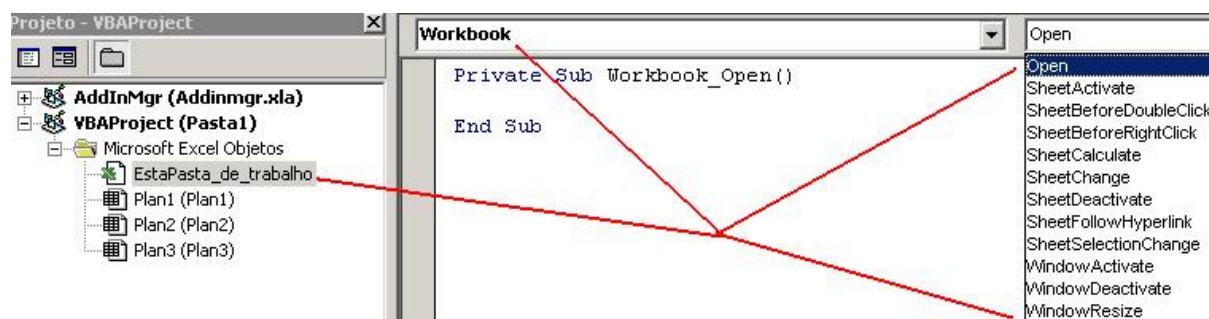 Projeto - VBAProject
AddInMgr (Addinmgr.xla)
VBAProject (Pasta1)
Microsoft Excel Objetos
EstaPasta_de_trabalho
Plan1 (Plan1)
Plan2 (Plan2)
Plan3 (Plan3)
Workbook
Private Sub Workbook_Open()
End Sub
Open
Open
SheetActivate
SheetBeforeDoubleClick
SheetBeforeRightClick
SheetCalculate
SheetChange
SheetDeactivate
SheetFollowHyperlink
SheetSelectionChange
WindowActivate
WindowDeactivate
WindowResize